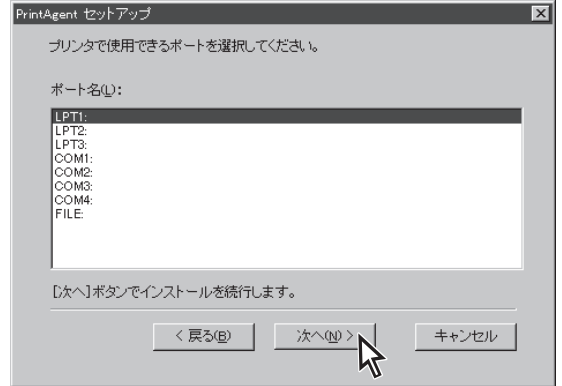 PrintAgent セットアップ
プリンタで使用できるポートを選択してください。
ポート名(L):
LPT1:
LPT2:
LPT3:
COM1:
COM2:
COM3:
COM4:
FILE:
[次へ]ボタンでインストールを続行します。
< 戻る(B) 次へ(N) > キャンセル